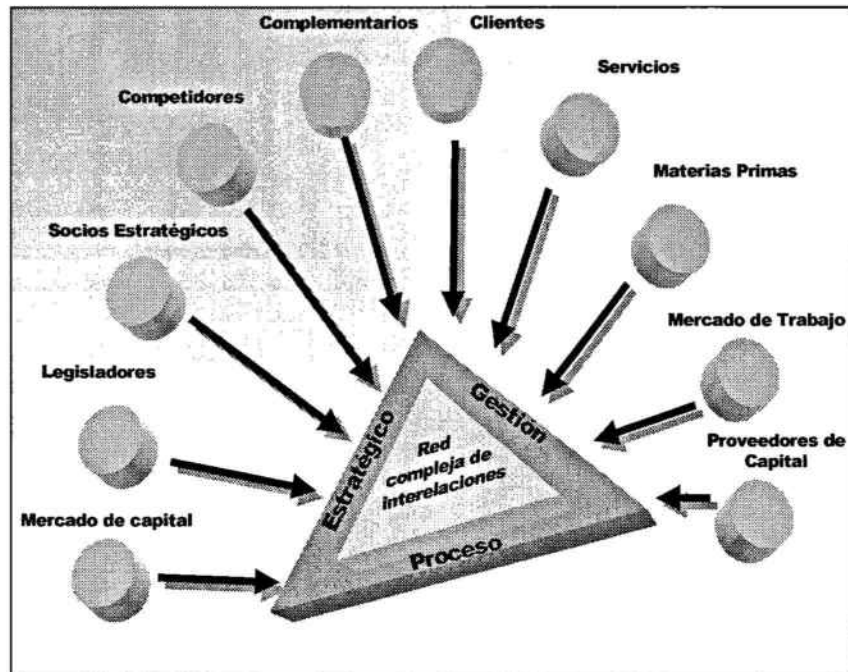 Complementarios
Clientes
Servicios
Competidores
Materias Primas
Socios Estratégicos
Mercado de Trabajo
Legisladores
Proveedores de
Capital
Mercado de capital
Estratégico
Gestión
Proceso
Red
compleja de
interelaciones